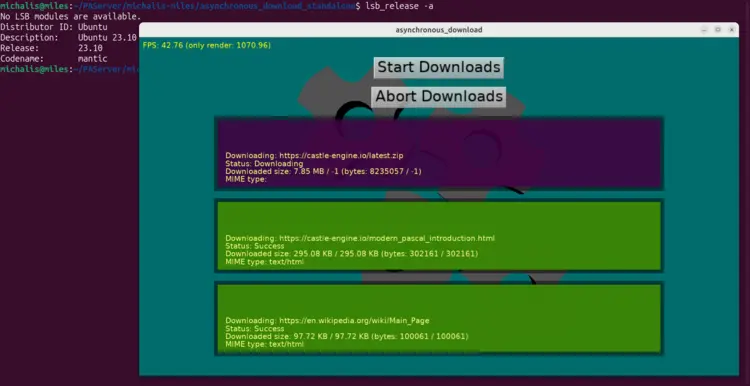 michalis@miles:~/PAServer/michalis-miles/asynchronous_download_standalone$ lsb_release -a
No LSB modules are available.
Distributor ID: Ubuntu
Description: Ubuntu 23.10
Release: 23.10
Codename: mantic
michalis@miles:~/PAServer/mic
asynchronous_download
FPS: 42.76 (only render: 1070.96)
Start Downloads
Abort Downloads
Downloading: https://castle-engine.io/latest.zip
Status: Downloading
Downloaded size: 7.85 MB / -1 (bytes: 8235057 / -1)
MIME type:
Downloading: https://castle-engine.io/modern_pascal_introduction.html
Status: Success
Downloaded size: 295.08 KB / 295.08 KB (bytes: 302161 / 302161)
MIME type: text/html
Downloading: https://en.wikipedia.org/wiki/Main_Page
Status: Success
Downloaded size: 97.72 KB / 97.72 KB (bytes: 100061 / 100061)
MIME type: text/html